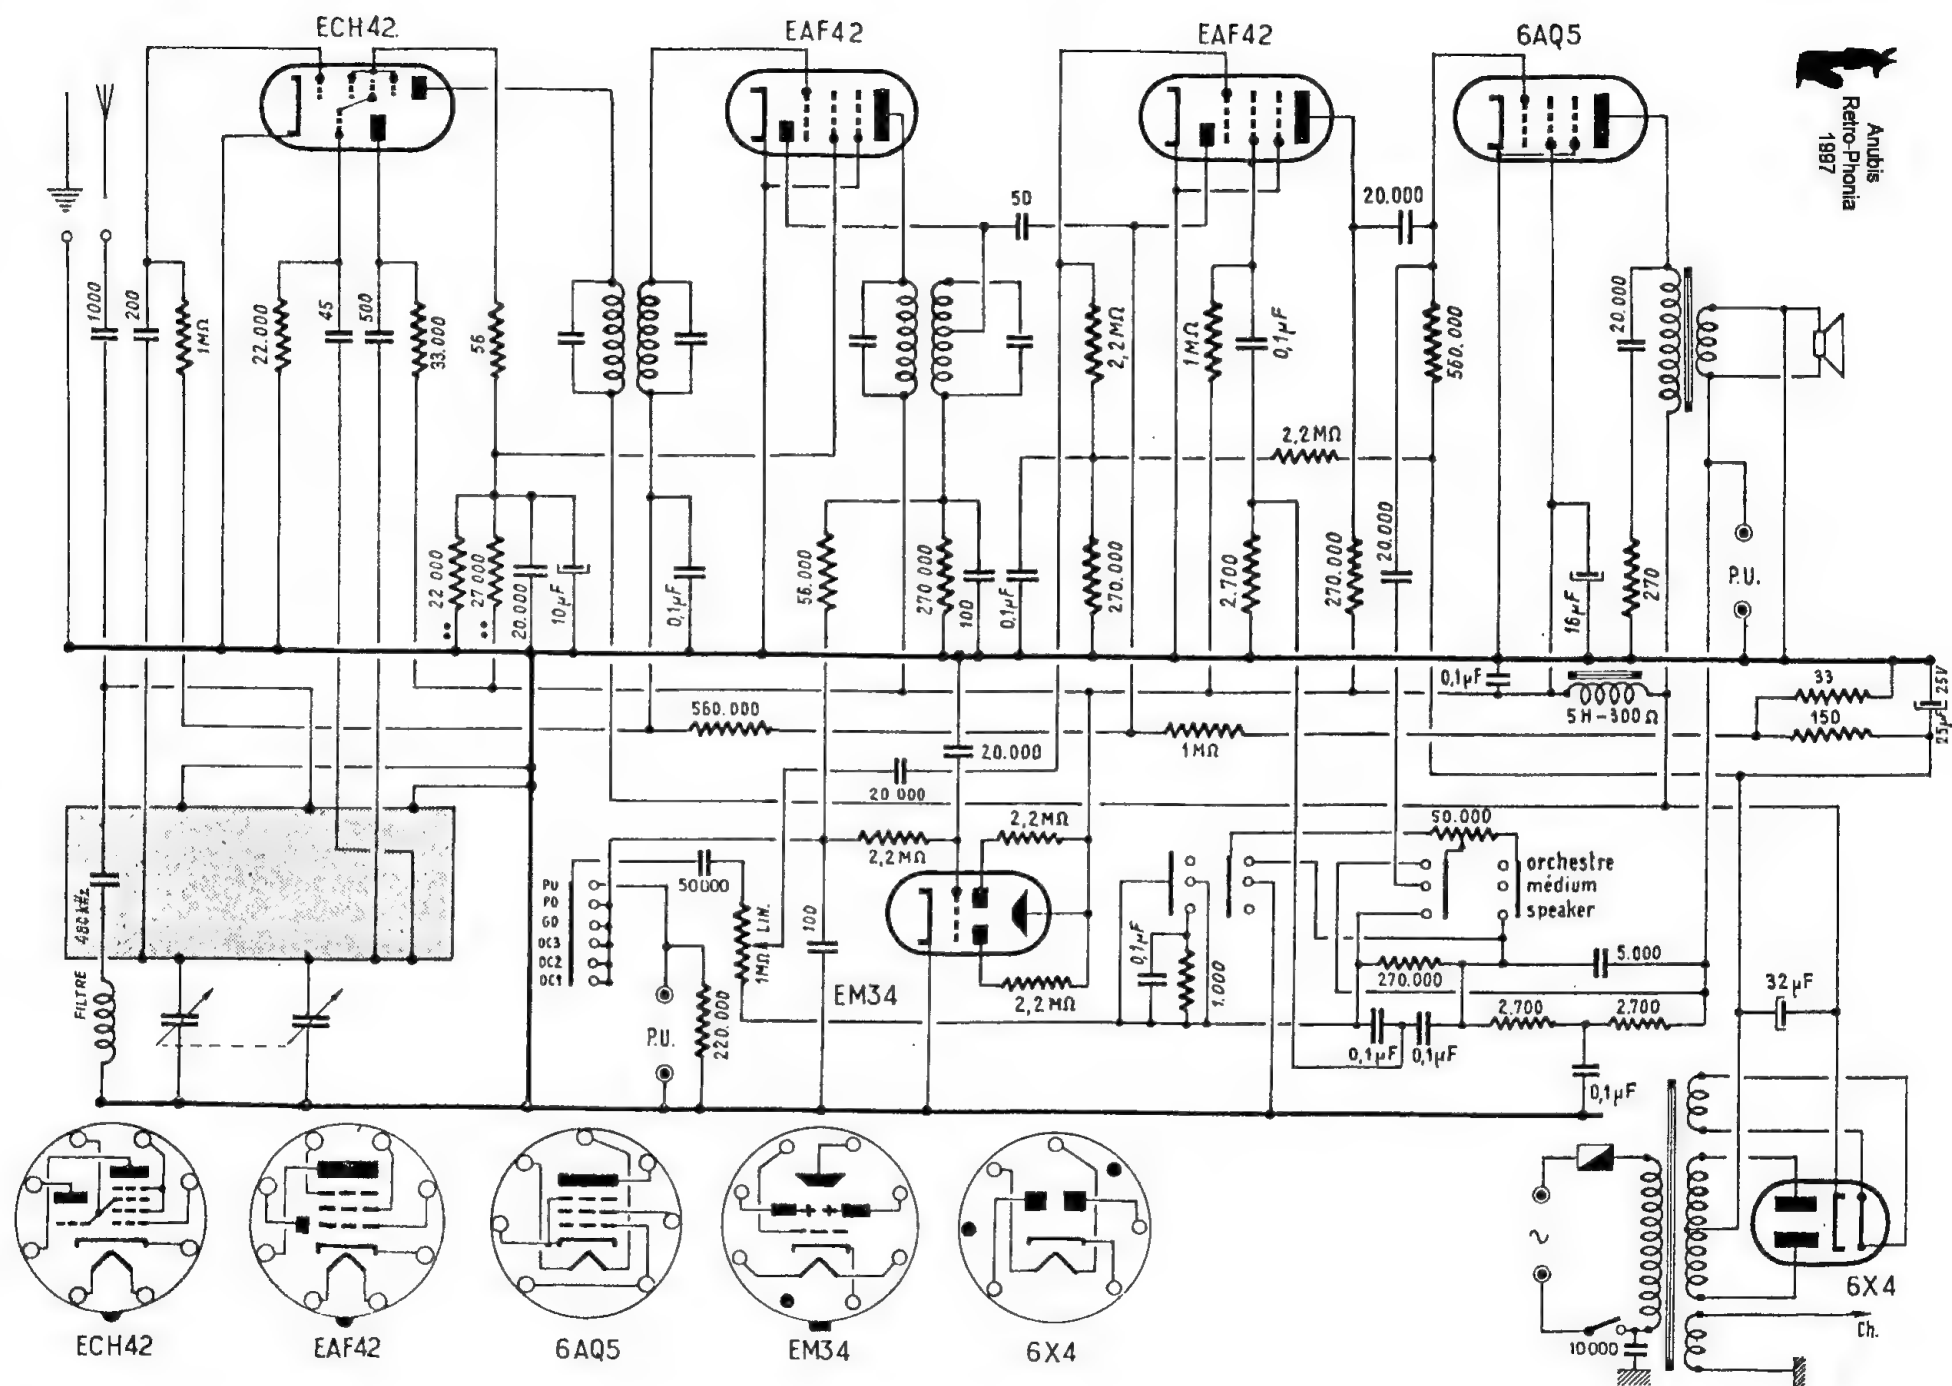 ECH42.
EAF42
EAF42
6AQ5
Anubis
Retro-Phonia
1997
1000
200
1MΩ
22.000
45
500
33.000
56
50
2,2MΩ
1MΩ
0,1µF
20.000
560.000
20.000
2,2MΩ
22 000
••
27.000
••
20.000
10µF
0,1µF
56.000
270 000
100
0,1µF
270.000
2.700
270.000
20.000
16µF
270
P.U.
0,1µF
5H-300Ω
33
150
25µF 25V
560.000
1MΩ
20.000
20 000
2,2MΩ
2,2MΩ
50.000
50000
480kHz
FILTRE
PU
PO
GO
OC3
OC2
OC1
1MΩ LIN.
P.U.
220.000
100
EM34
2,2MΩ
0,1µF
1.000
orchestre
médium
speaker
270.000
5.000
2.700
2.700
0,1µF
0,1µF
0,1µF
32µF
ECH42
EAF42
6AQ5
EM34
6X4
~
10000
6X4
Ch.